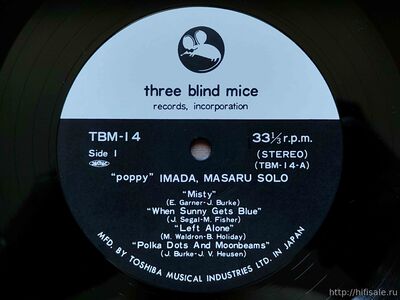 three blind mice
records, incorporation
TBM-14
33⅓ r.p.m.
Side I
(STEREO)
(TBM-14-A)
"poppy" IMADA, MASARU SOLO
"Misty"
(E. Garner-J. Burke)
"When Sunny Gets Blue"
(J. Segal-M. Fisher)
"Left Alone"
(M. Waldron-B. Holiday)
"Polka Dots And Moonbeams"
(J. Burke-J. V. Heusen)
MFD. BY TOSHIBA MUSICAL INDUSTRIES LTD. IN JAPAN
http://hifisale.ru